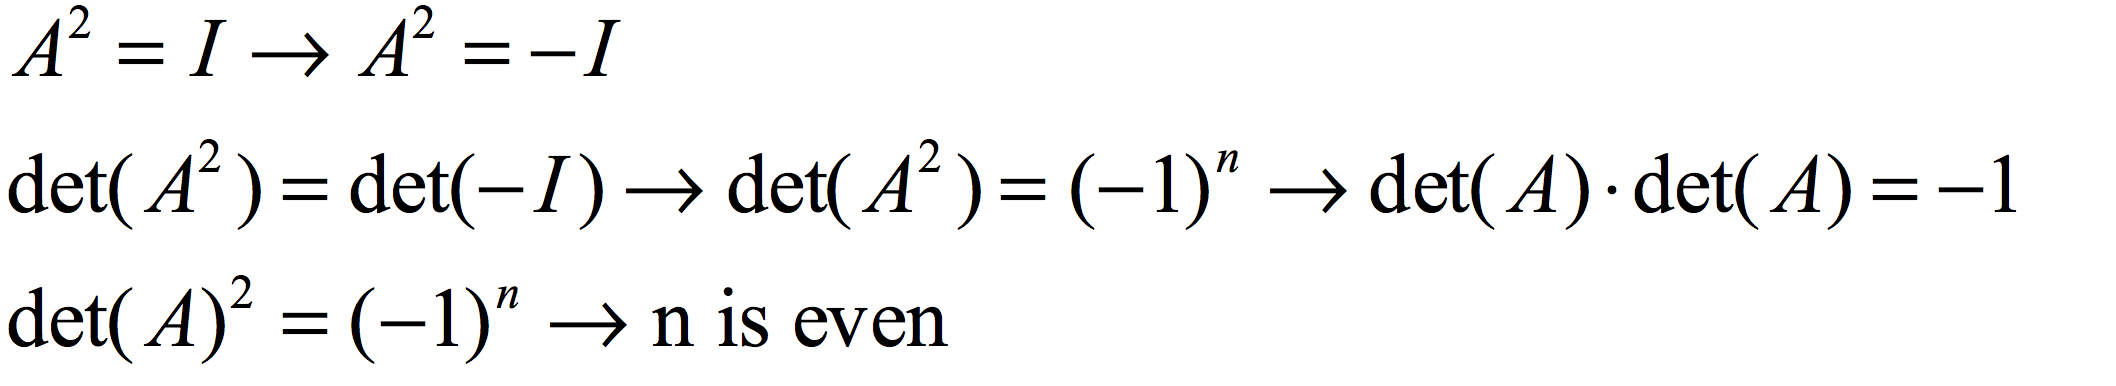 A² = I → A² = −I
det(A²) = det(−I) → det(A²) = (−1)ⁿ → det(A)·det(A) = −1
det(A)² = (−1)ⁿ → n is even